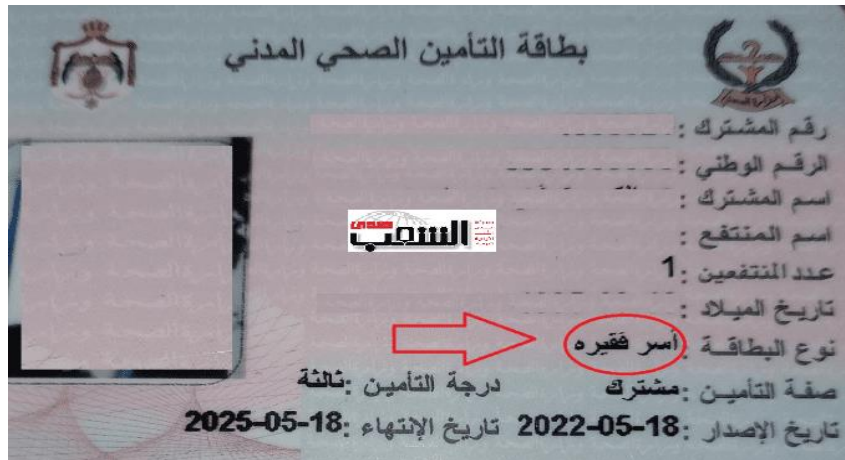 بطاقة التأمين الصحي المدني
رقم المشترك :
الرقم الوطني :
اسم المشترك :
اسم المنتفع :
صدى الشعب
عدد المنتفعين :1
تاريخ الميلاد :
نوع البطاقة :أسر فقيره
صفة التأمين :مشترك درجة التأمين :ثالثة
تاريخ الإصدار :2022-05-18 تاريخ الإنتهاء :2025-05-18